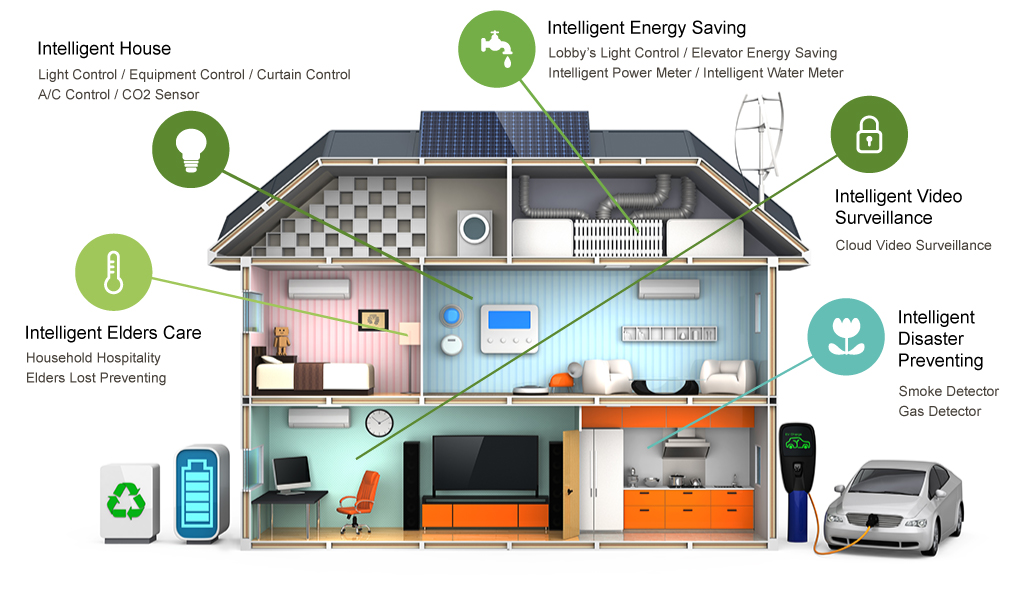 Intelligent House
Light Control / Equipment Control / Curtain Control
A/C Control / CO2 Sensor
Intelligent Energy Saving
Lobby's Light Control / Elevator Energy Saving
Intelligent Power Meter / Intelligent Water Meter
Intelligent Video
Surveillance
Cloud Video Surveillance
Intelligent Elders Care
Household Hospitality
Elders Lost Preventing
Intelligent
Disaster
Preventing
Smoke Detector
Gas Detector